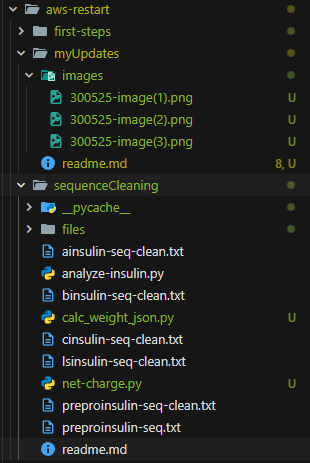 aws-restart
first-steps
myUpdates
images
300525-image(1).png U
300525-image(2).png U
300525-image(3).png U
readme.md 8, U
sequenceCleaning
__pycache__
files
ainsulin-seq-clean.txt
analyze-insulin.py
binsulin-seq-clean.txt
calc_weight_json.py U
cinsulin-seq-clean.txt
lsinsulin-seq-clean.txt
net-charge.py U
preproinsulin-seq-clean.txt
preproinsulin-seq.txt
readme.md